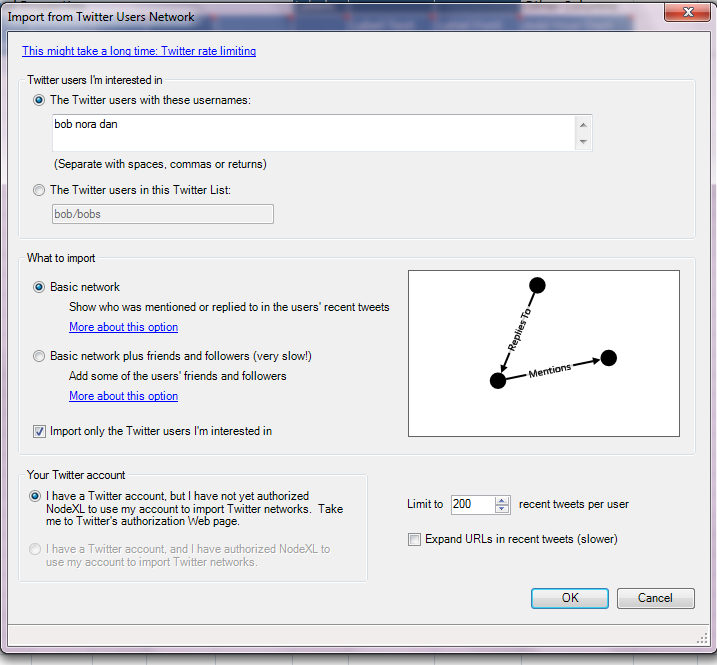 Import from Twitter Users Network
This might take a long time: Twitter rate limiting
Twitter users I'm interested in
The Twitter users with these usernames:
bob nora dan
(Separate with spaces, commas or returns)
The Twitter users in this Twitter List:
bob/bobs
What to import
Basic network
Show who was mentioned or replied to in the users' recent tweets
More about this option
Basic network plus friends and followers (very slow!)
Add some of the users' friends and followers
More about this option
Import only the Twitter users I'm interested in
Replies To
Mentions
Your Twitter account
I have a Twitter account, but I have not yet authorized
NodeXL to use my account to import Twitter networks. Take
me to Twitter's authorization Web page.
I have a Twitter account, and I have authorized NodeXL to
use my account to import Twitter networks.
Limit to 200 recent tweets per user
Expand URLs in recent tweets (slower)
OK Cancel